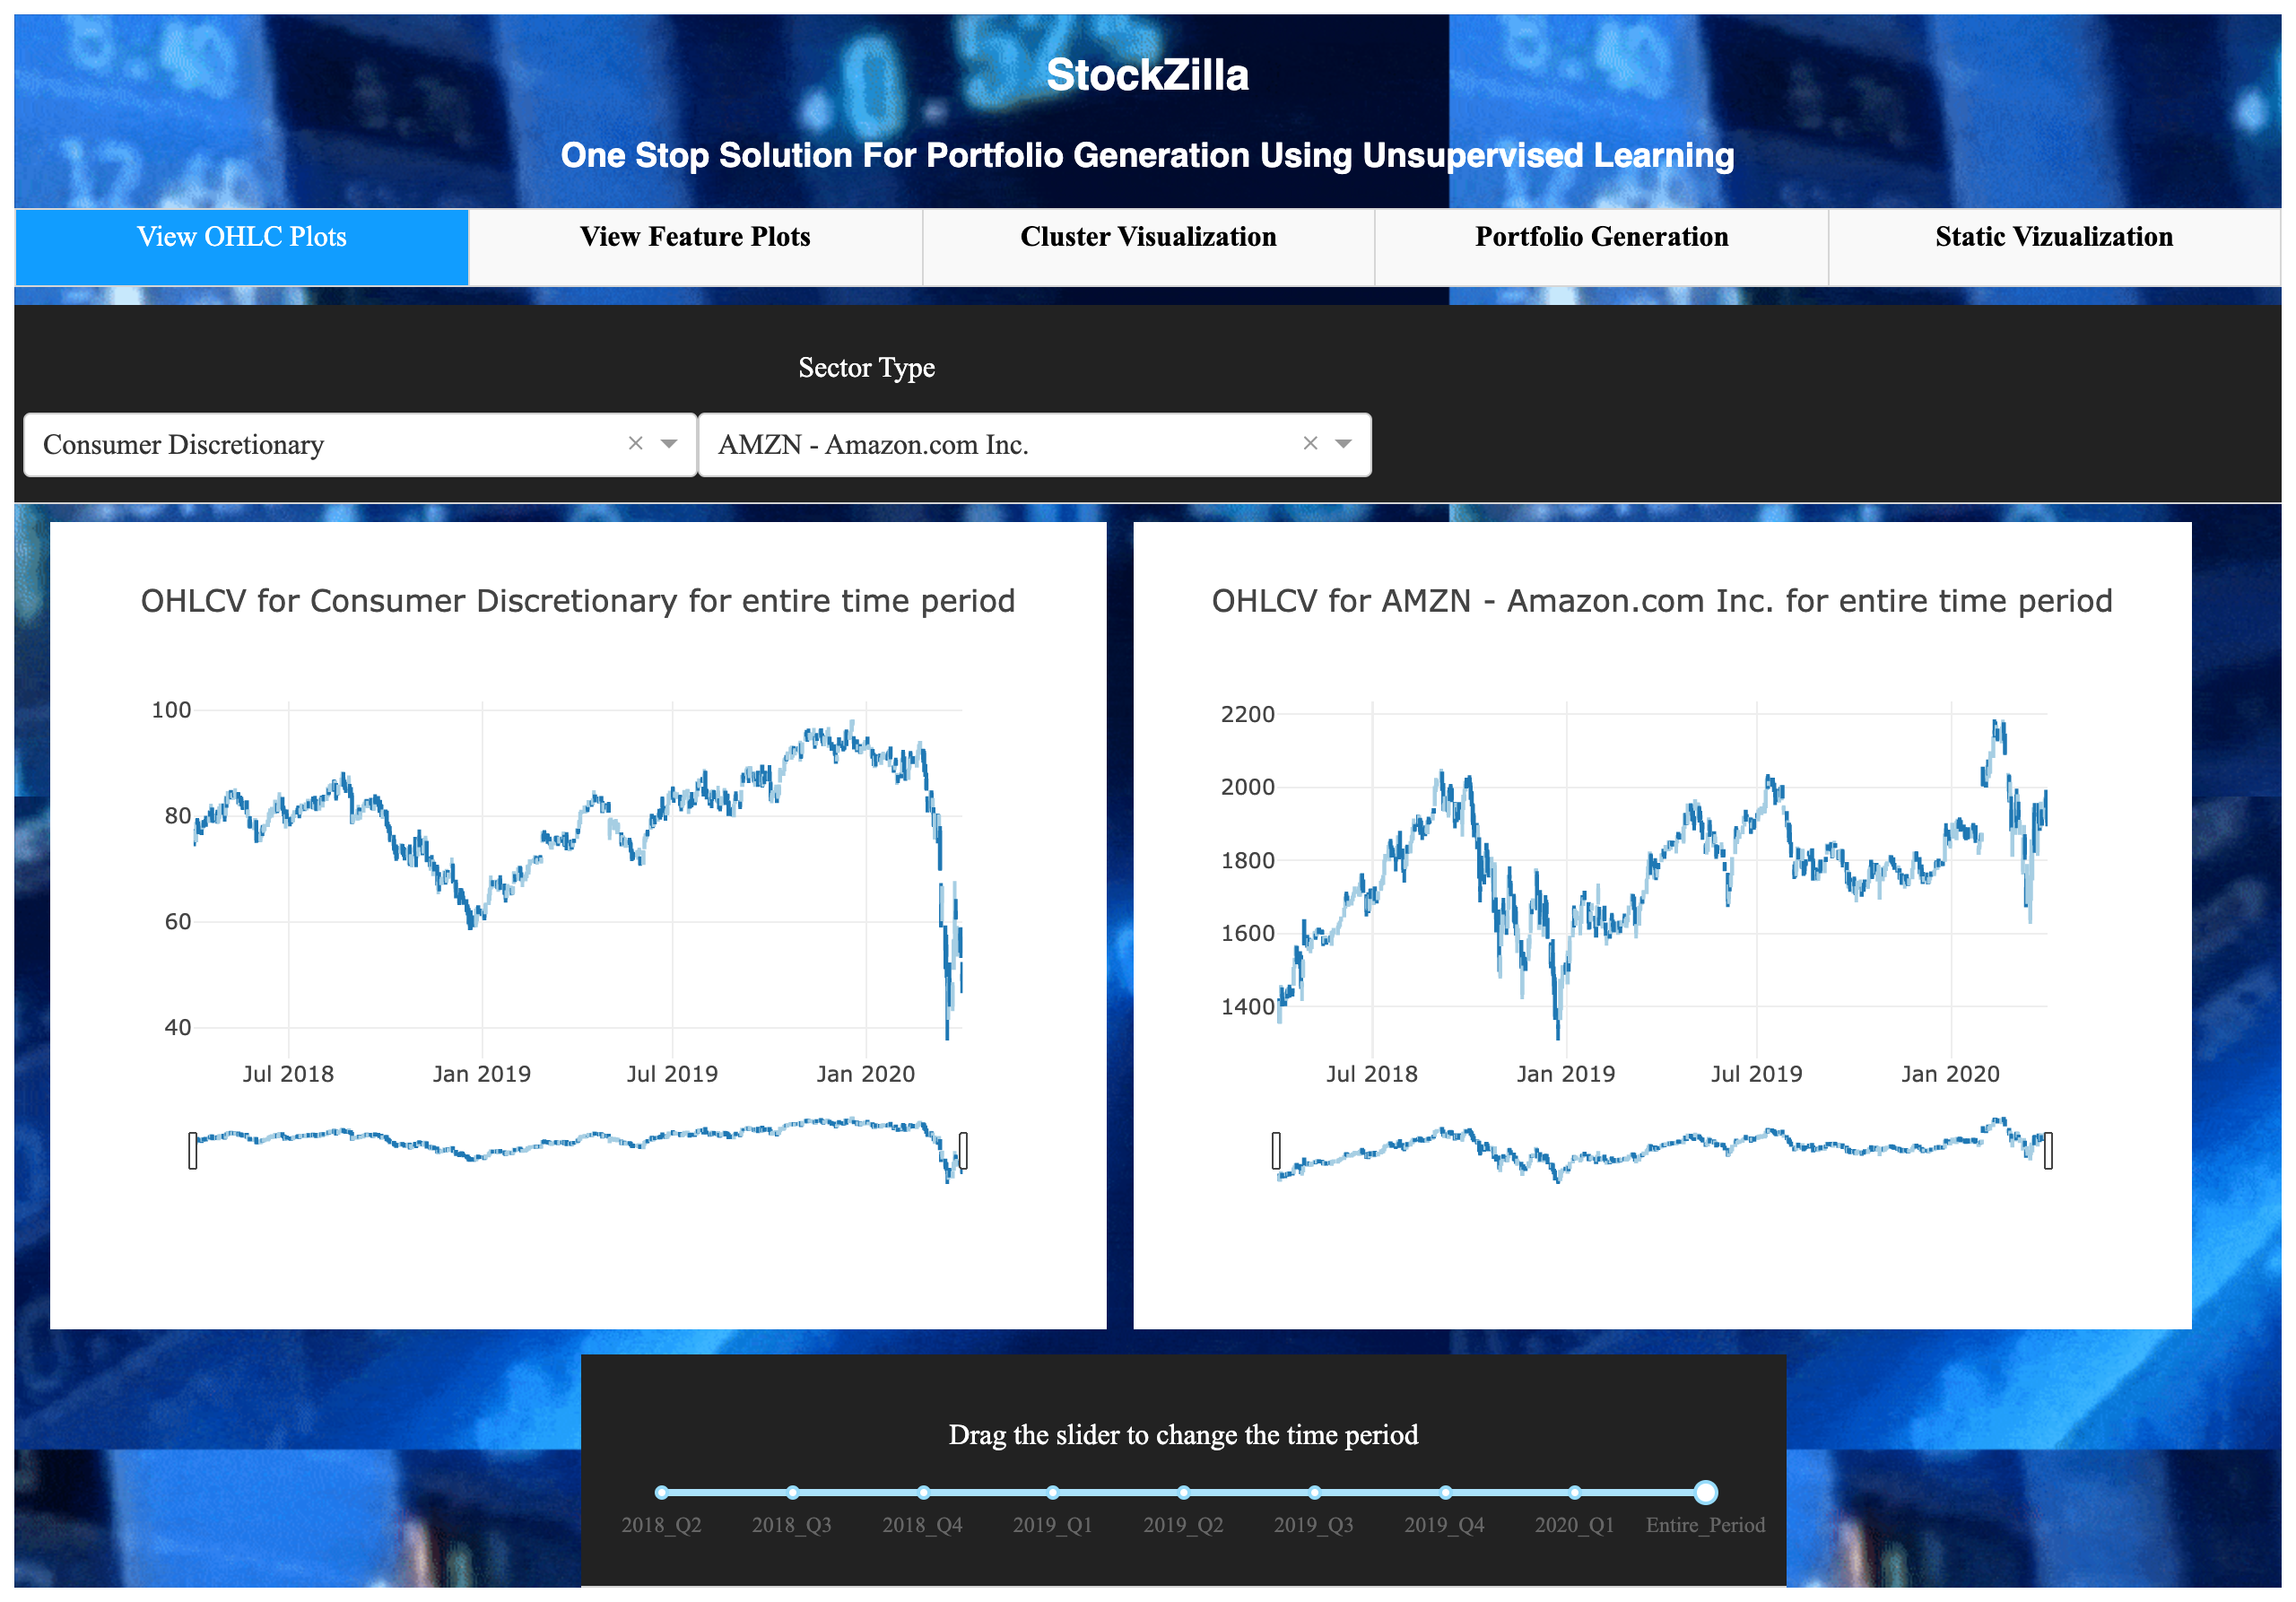 StockZilla
One Stop Solution For Portfolio Generation Using Unsupervised Learning
View OHLC Plots
View Feature Plots
Cluster Visualization
Portfolio Generation
Static Vizualization
Sector Type
Consumer Discretionary × 
AMZN - Amazon.com Inc. ×
OHLCV for Consumer Discretionary for entire time period
100
80
60
40
Jul 2018 Jan 2019 Jul 2019 Jan 2020
OHLCV for AMZN - Amazon.com Inc. for entire time period
2200
2000
1800
1600
1400
Jul 2018 Jan 2019 Jul 2019 Jan 2020
Drag the slider to change the time period
2018_Q2 2018_Q3 2018_Q4 2019_Q1 2019_Q2 2019_Q3 2019_Q4 2020_Q1 Entire_Period